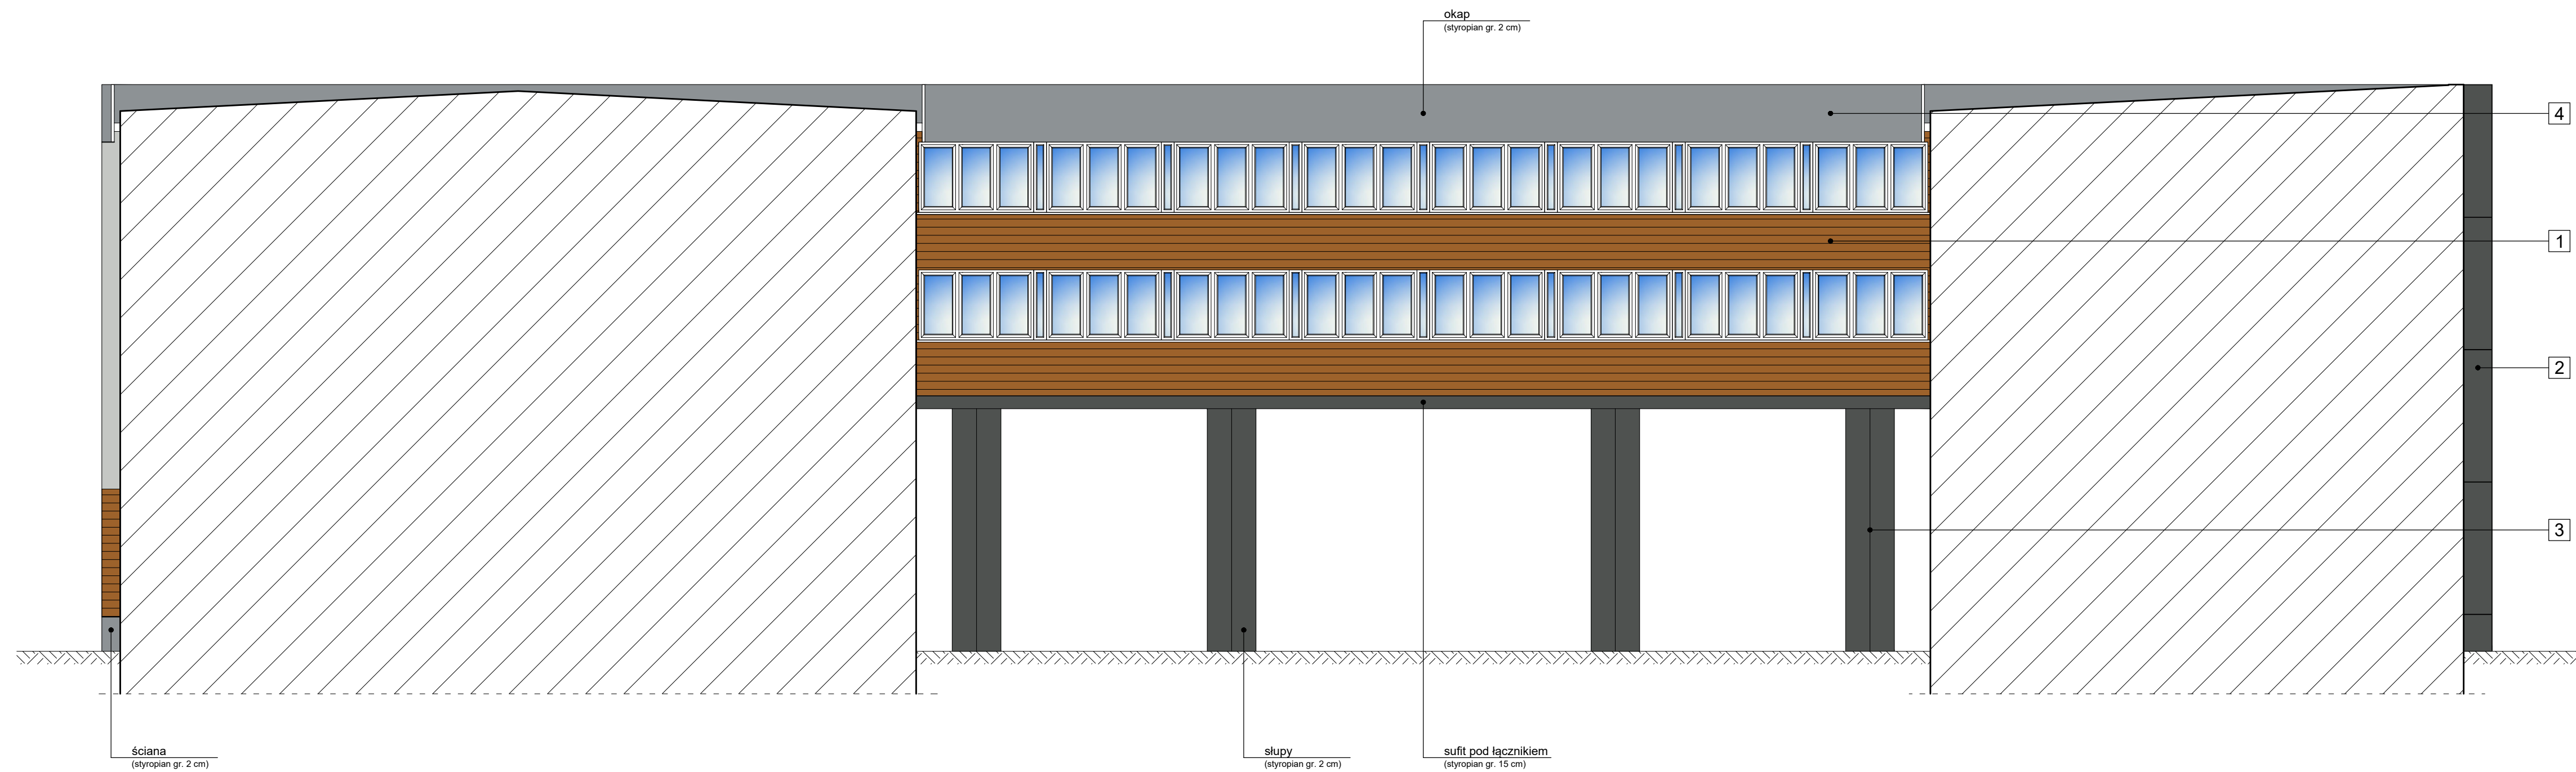 okap
(styropian gr. 2 cm)
4
1
2
3
ściana
(styropian gr. 2 cm)
słupy
(styropian gr. 2 cm)
sufit pod łącznikiem
(styropian gr. 15 cm)